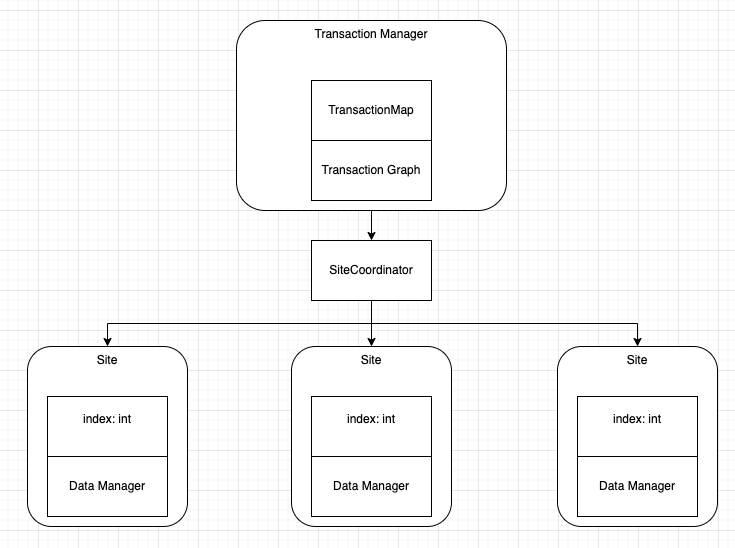 Transaction Manager
TransactionMap
Transaction Graph
SiteCoordinator
Site
Site
Site
index: int
index: int
index: int
Data Manager
Data Manager
Data Manager